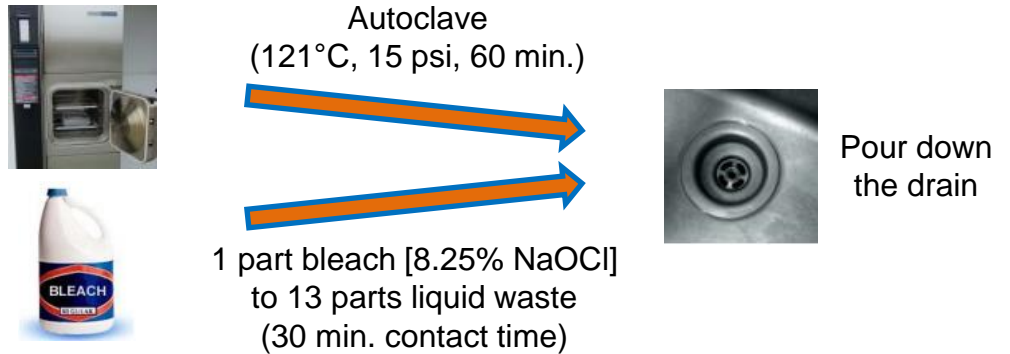 Autoclave
(121°C, 15 psi, 60 min.)
Pour down
the drain
1 part bleach [8.25% NaOCl]
to 13 parts liquid waste
(30 min. contact time)
BLEACH
REGULAR